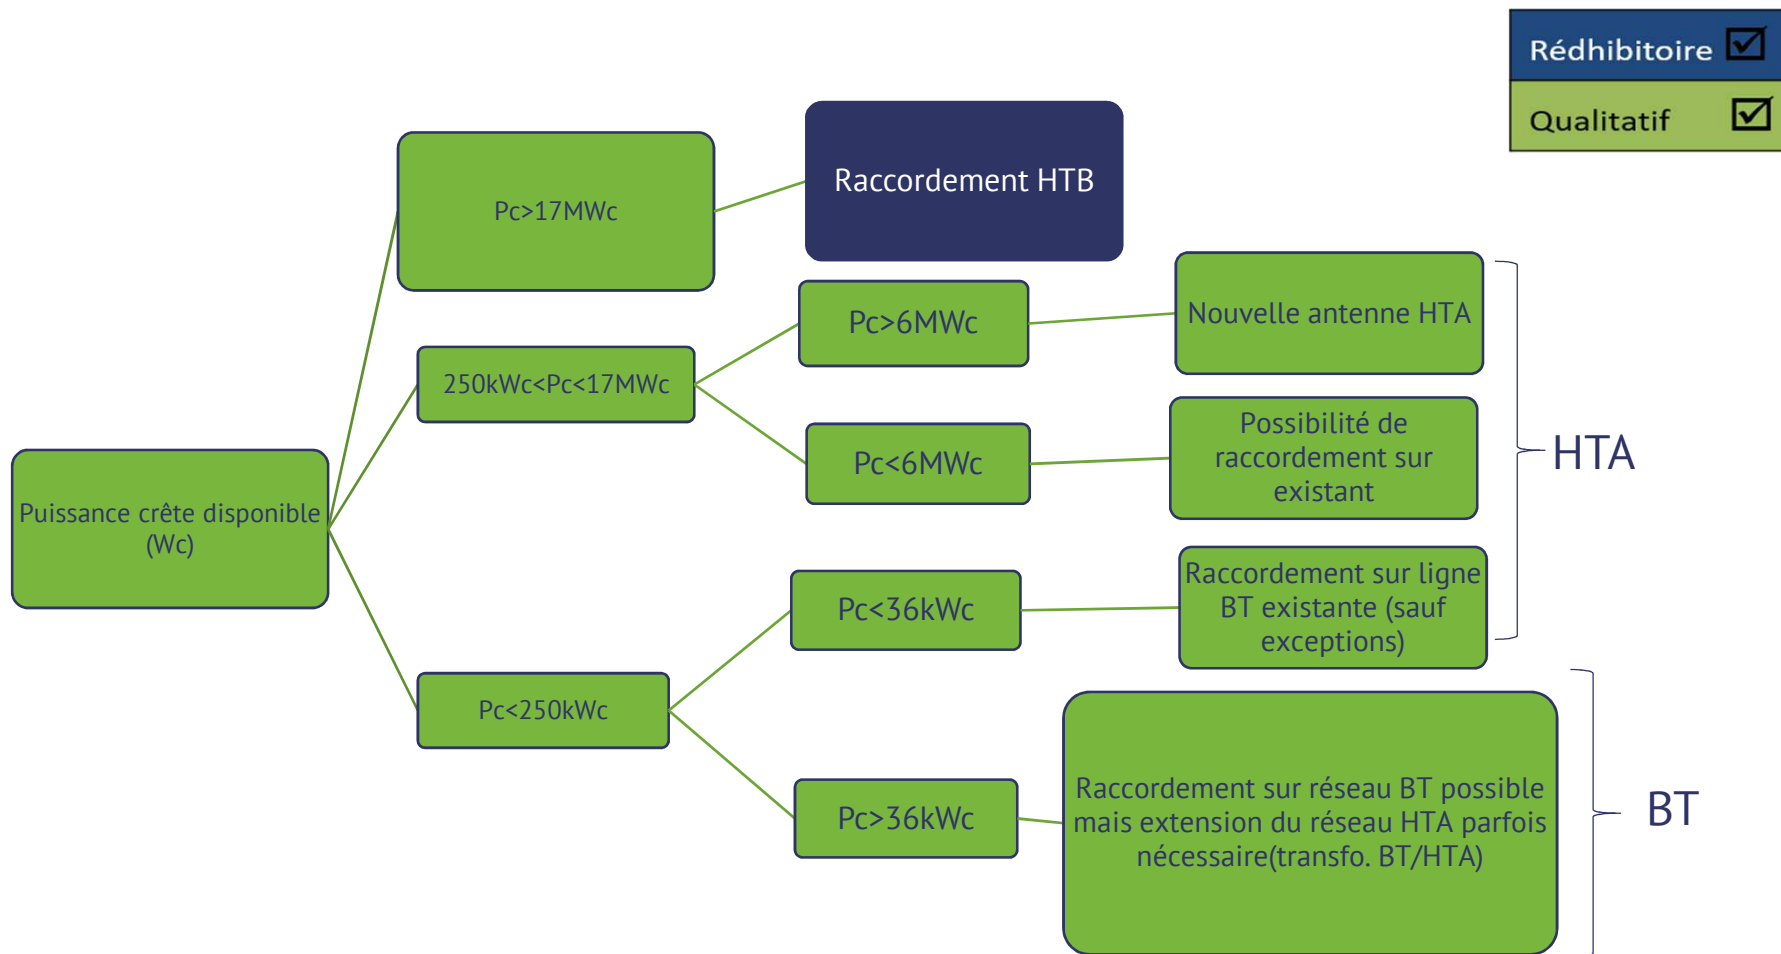 Rédhibitoire
Qualitatif
Raccordement HTB
Pc>17MWc
Pc>6MWc
Nouvelle antenne HTA
250kWc<Pc<17MWc
Possibilité de
raccordement sur
existant
Pc<6MWc
HTA
Puissance crête disponible
(Wc)
Raccordement sur ligne
BT existante (sauf
exceptions)
Pc<36kWc
Pc<250kWc
Raccordement sur réseau BT possible
mais extension du réseau HTA parfois
nécessaire(transfo. BT/HTA)
Pc>36kWc
BT